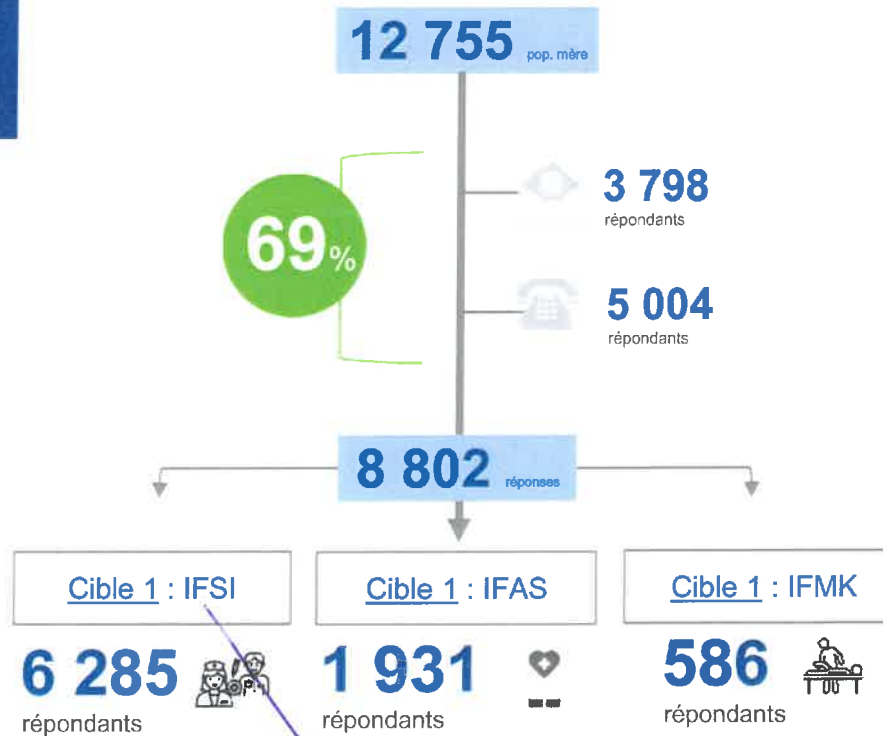 12 755 pop. mère
69%
3 798
répondants
5 004
répondants
8 802 réponses
Cible 1 : IFSI
Cible 1 : IFAS
Cible 1 : IFMK
6 285
répondants
1 931
répondants
586
répondants